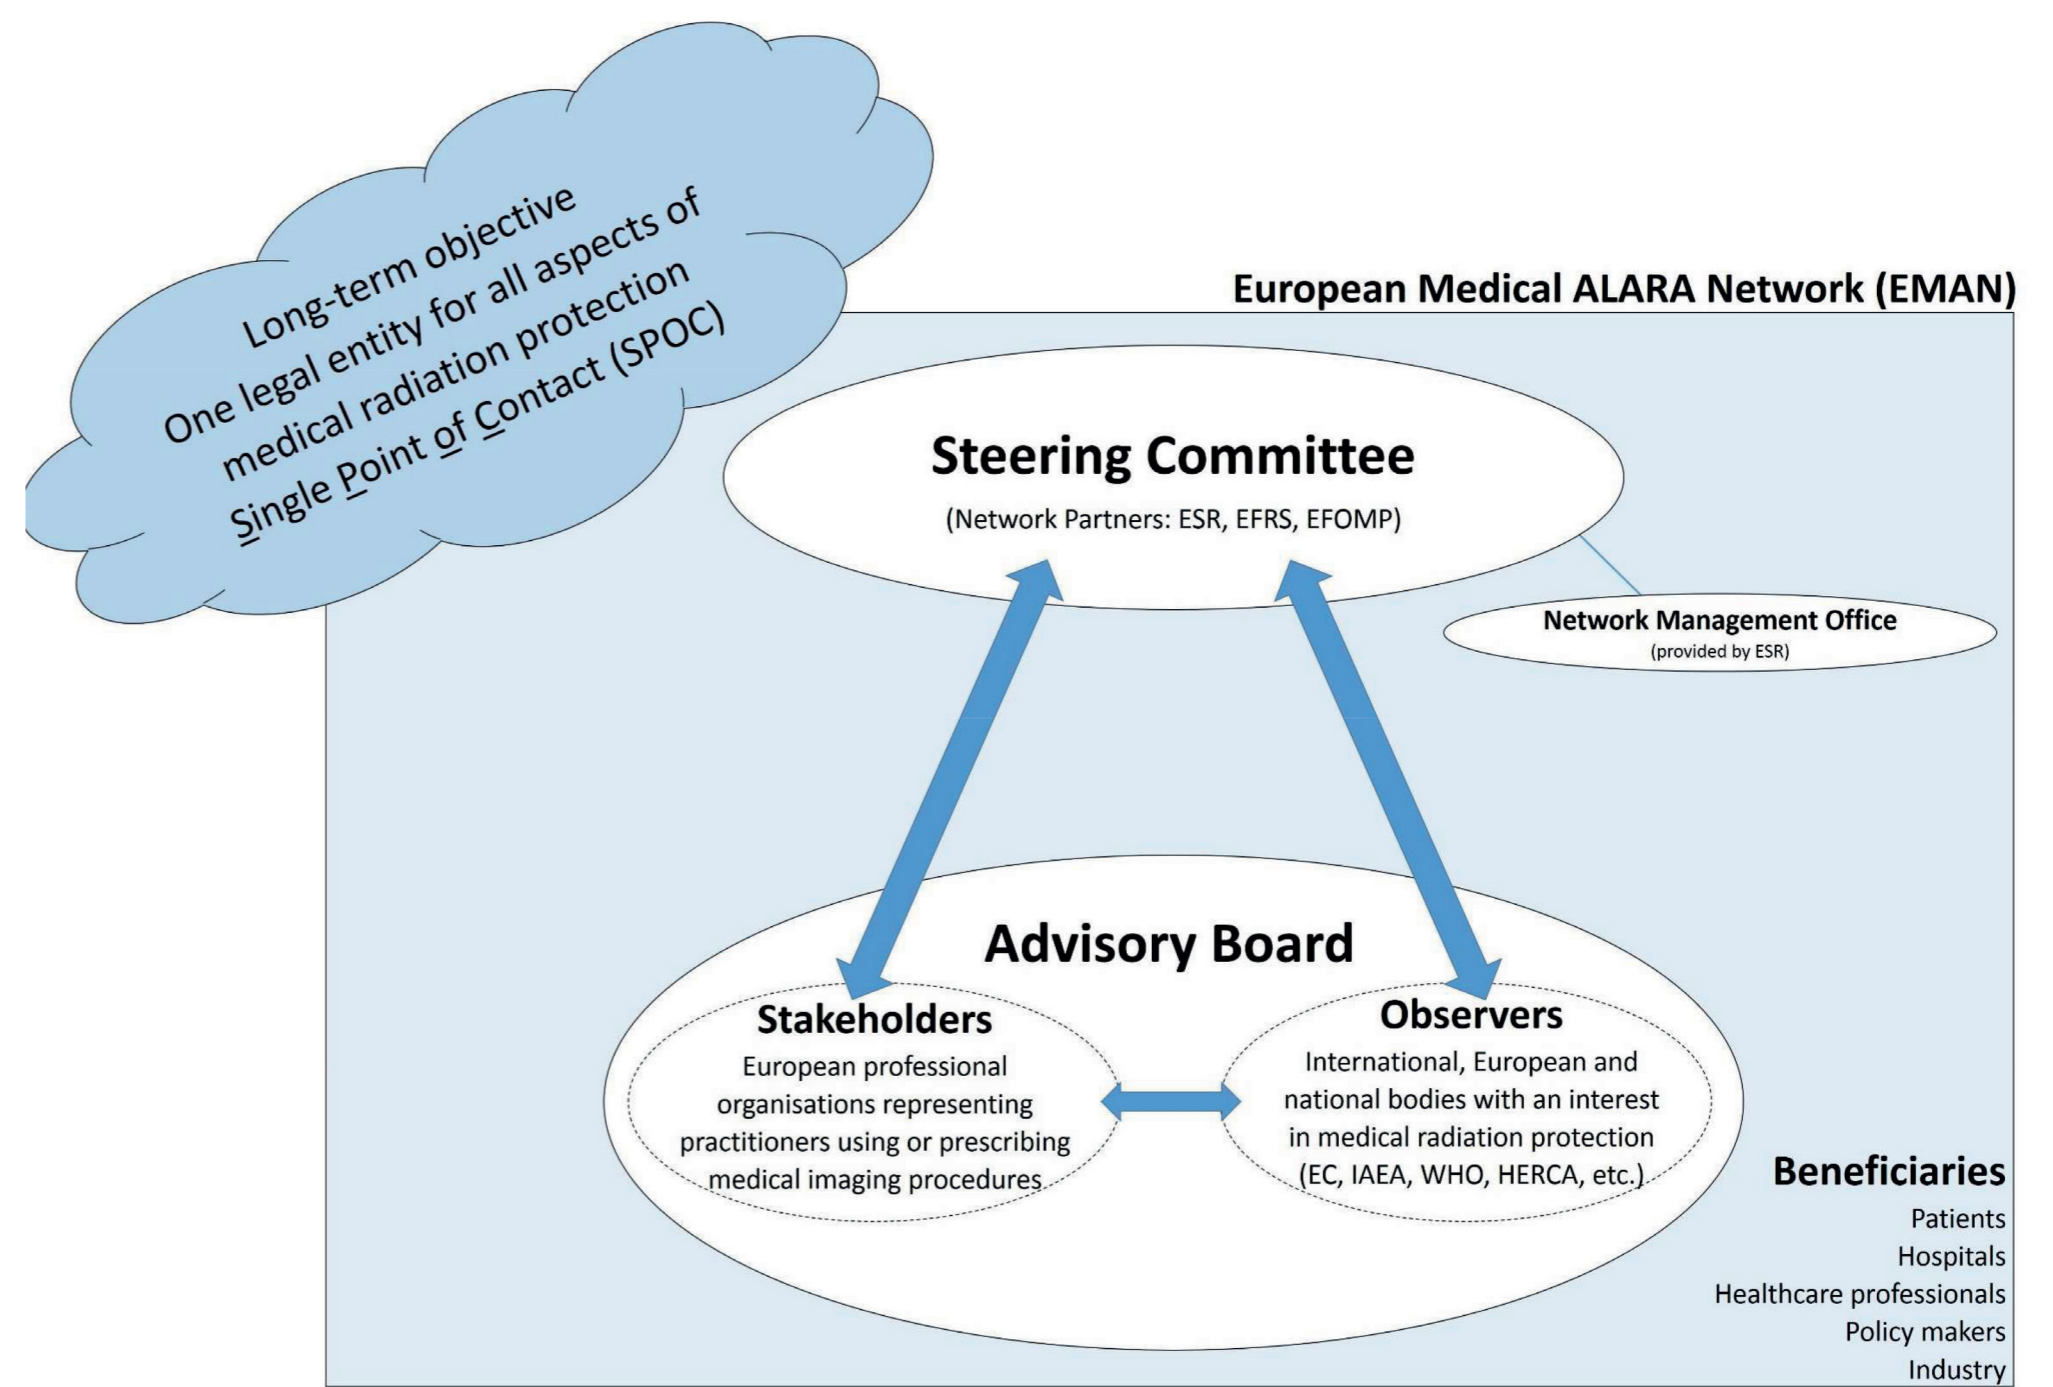 Long-term objective
One legal entity for all aspects of
medical radiation protection
Single Point of Contact (SPOC)
European Medical ALARA Network (EMAN)
Steering Committee
(Network Partners: ESR, EFRS, EFOMP)
Network Management Office
(provided by ESR)
Advisory Board
Stakeholders
European professional
organisations representing
practitioners using or prescribing
medical imaging procedures
Observers
International, European and
national bodies with an interest
in medical radiation protection
(EC, IAEA, WHO, HERCA, etc.)
Beneficiaries
Patients
Hospitals
Healthcare professionals
Policy makers
Industry